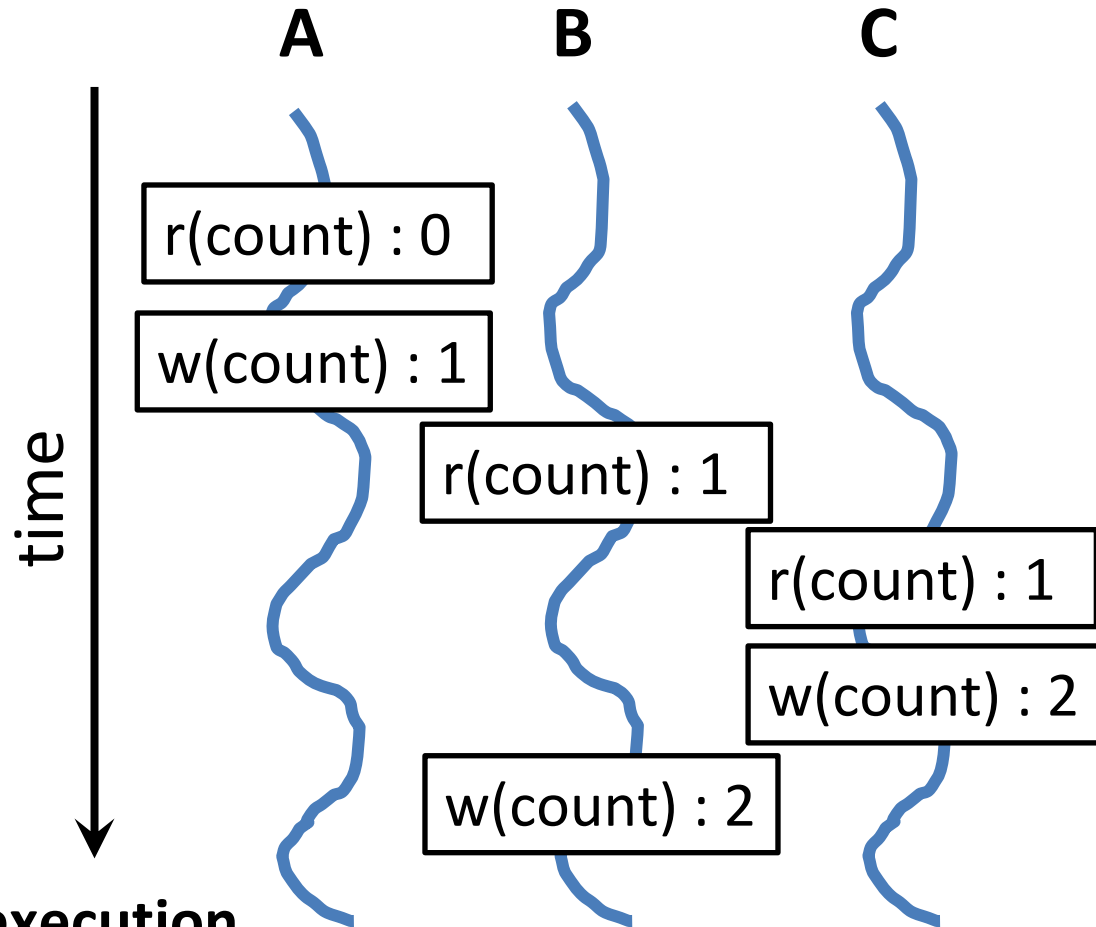 A B C
r(count) : 0
w(count) : 1
r(count) : 1
time
r(count) : 1
w(count) : 2
w(count) : 2
execution